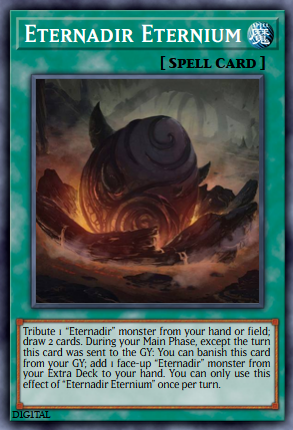 Eternadir Eternium
[ Spell Card ]
Tribute 1 “Eternadir” monster from your hand or field;
draw 2 cards. During your Main Phase, except the turn
this card was sent to the GY: You can banish this card
from your GY; add 1 face-up “Eternadir” monster from
your Extra Deck to your hand. You can only use this
effect of “Eternadir Eternium” once per turn.
DIGITAL